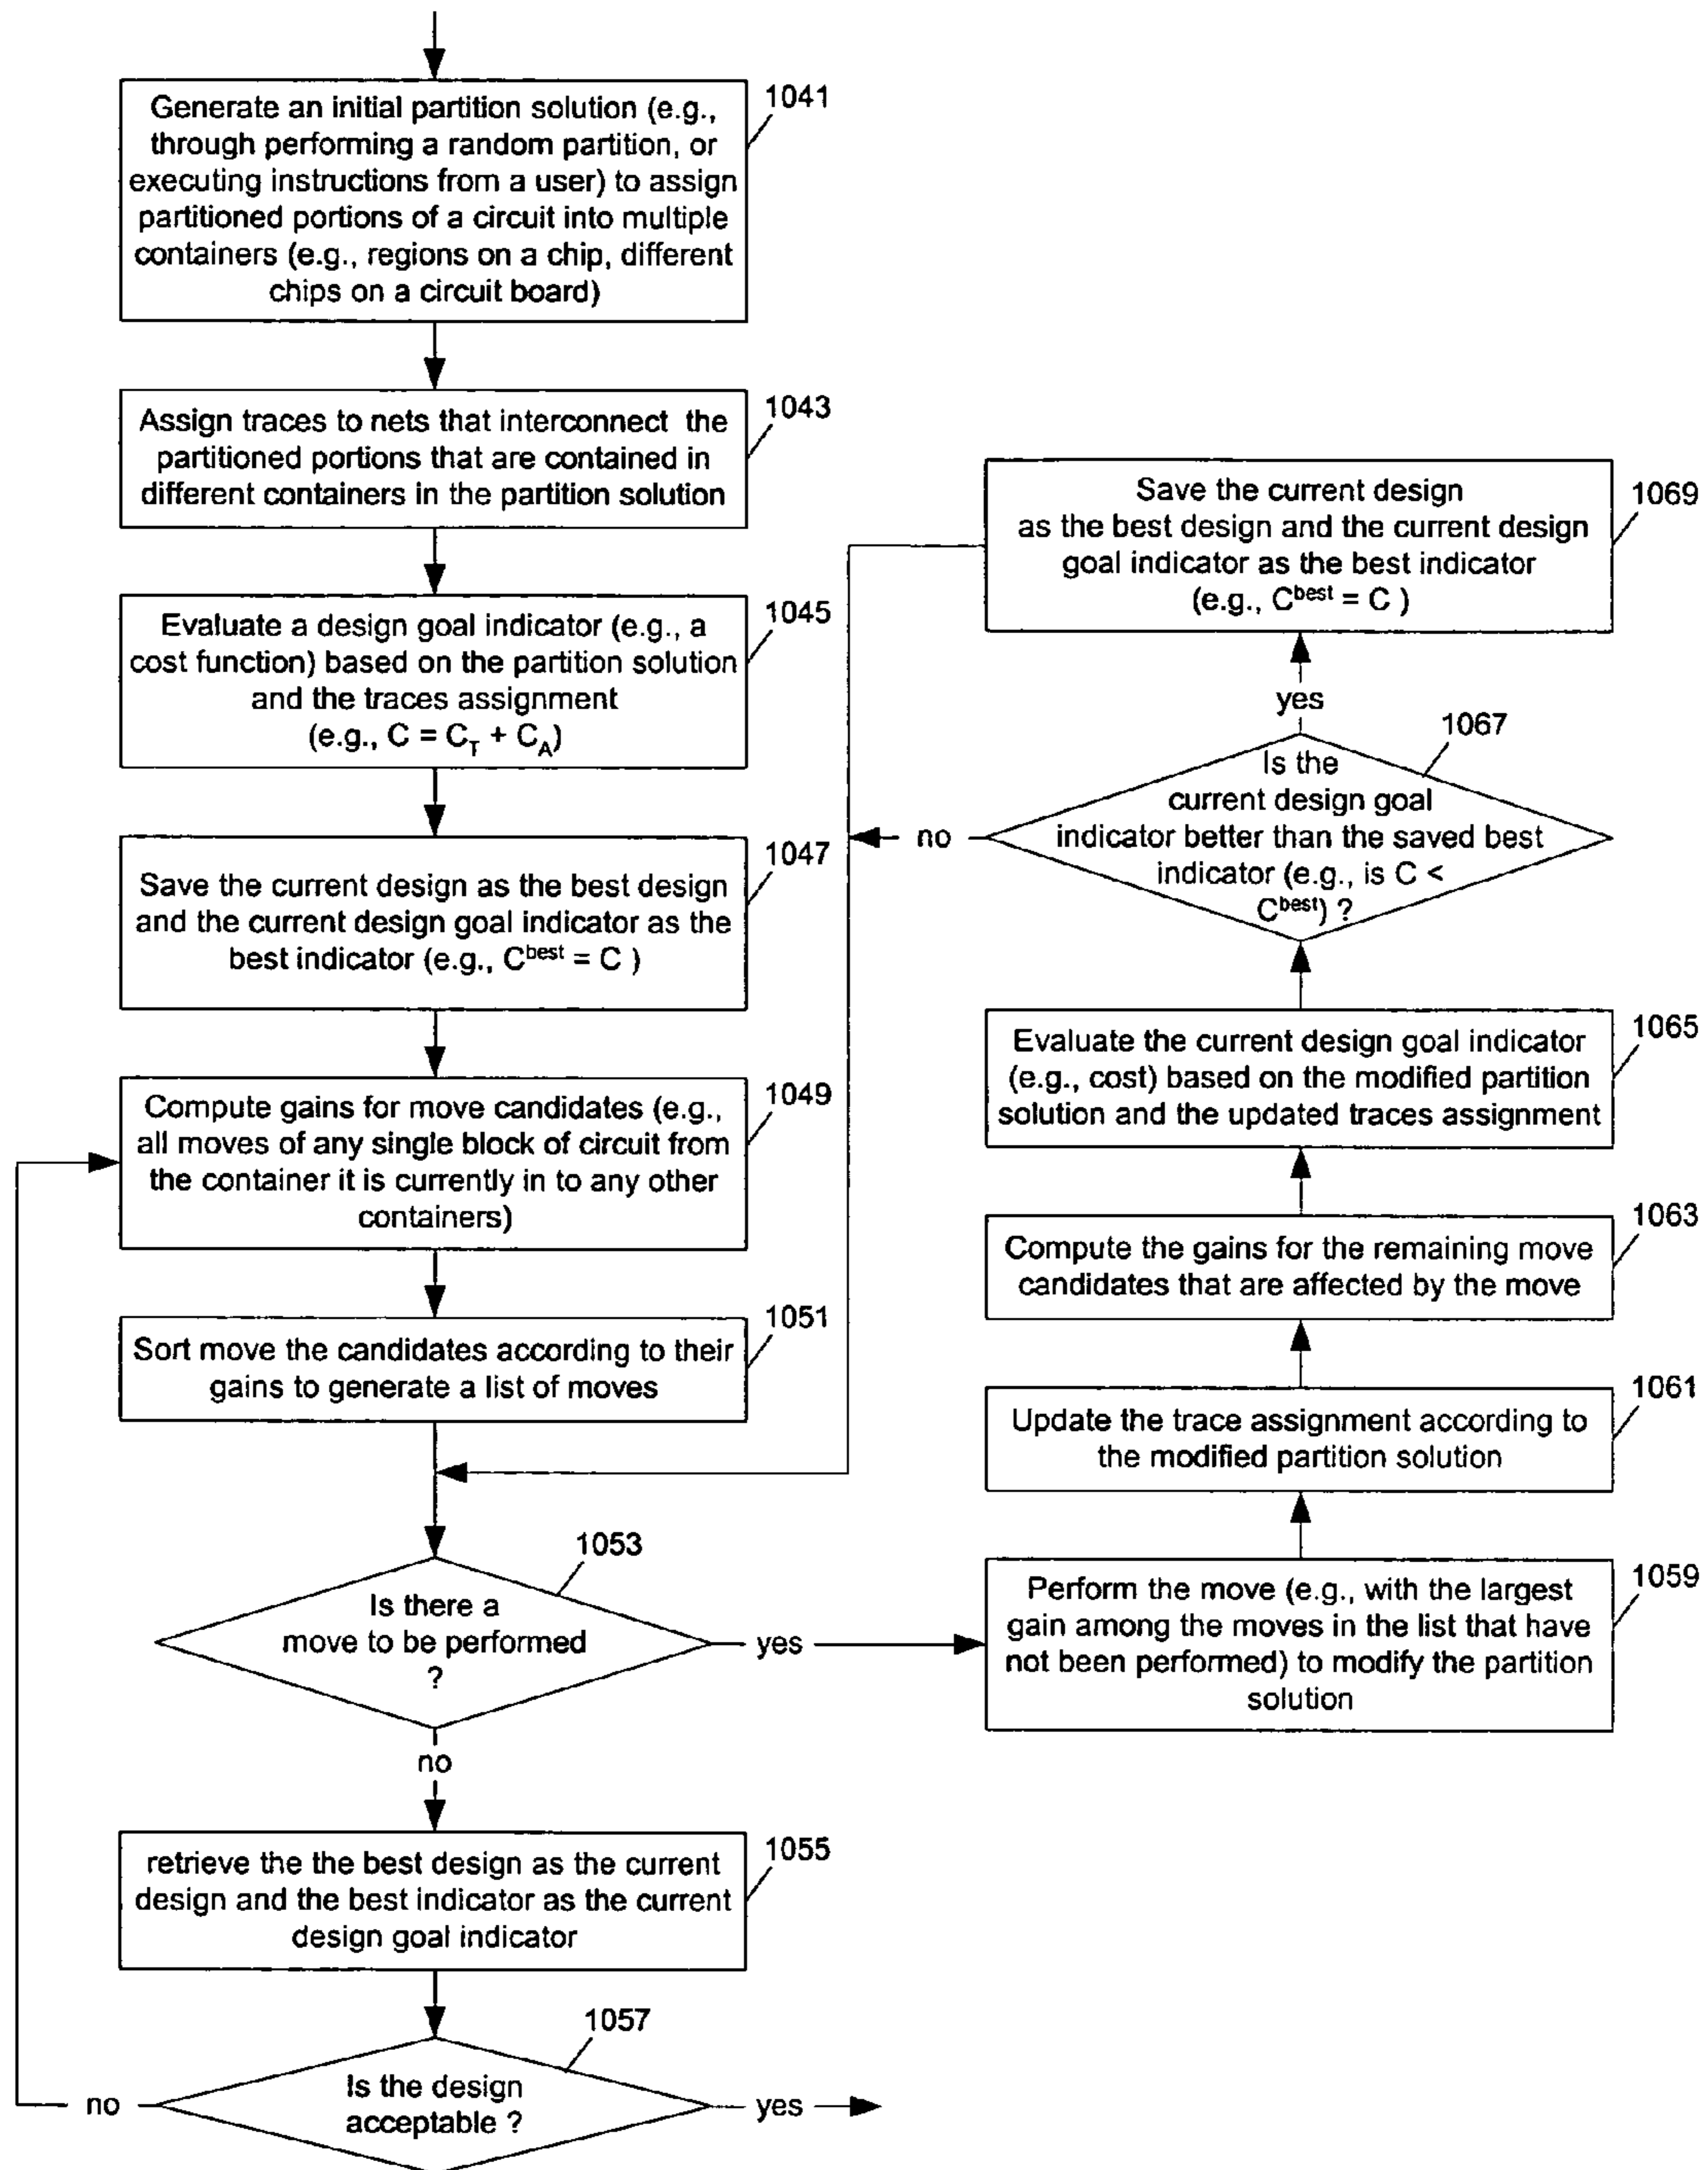 Generate an initial partition solution (e.g.,
through performing a random partition, or
executing instructions from a user) to assign
partitioned portions of a circuit into multiple
containers (e.g., regions on a chip, different
chips on a circuit board)
1041
Assign traces to nets that interconnect the
partitioned portions that are contained in
different containers in the partition solution
1043
Evaluate a design goal indicator (e.g., a
cost function) based on the partition solution
and the traces assignment
(e.g., C = C_T + C_A)
1045
Save the current design as the best design
and the current design goal indicator as the
best indicator (e.g., C^best = C )
1047
Compute gains for move candidates (e.g.,
all moves of any single block of circuit from
the container it is currently in to any other
containers)
1049
Sort move the candidates according to their
gains to generate a list of moves
1051
Is there a
move to be performed
?
1053
yes
no
retrieve the the best design as the current
design and the best indicator as the current
design goal indicator
1055
Is the design
acceptable ?
1057
no
yes
Perform the move (e.g., with the largest
gain among the moves in the list that have
not been performed) to modify the partition
solution
1059
Update the trace assignment according to
the modified partition solution
1061
Compute the gains for the remaining move
candidates that are affected by the move
1063
Evaluate the current design goal indicator
(e.g., cost) based on the modified partition
solution and the updated traces assignment
1065
Is the
current design goal
indicator better than the saved best
indicator (e.g., is C <
C^best) ?
1067
no
yes
Save the current design
as the best design and the current design
goal indicator as the best indicator
(e.g., C^best = C )
1069